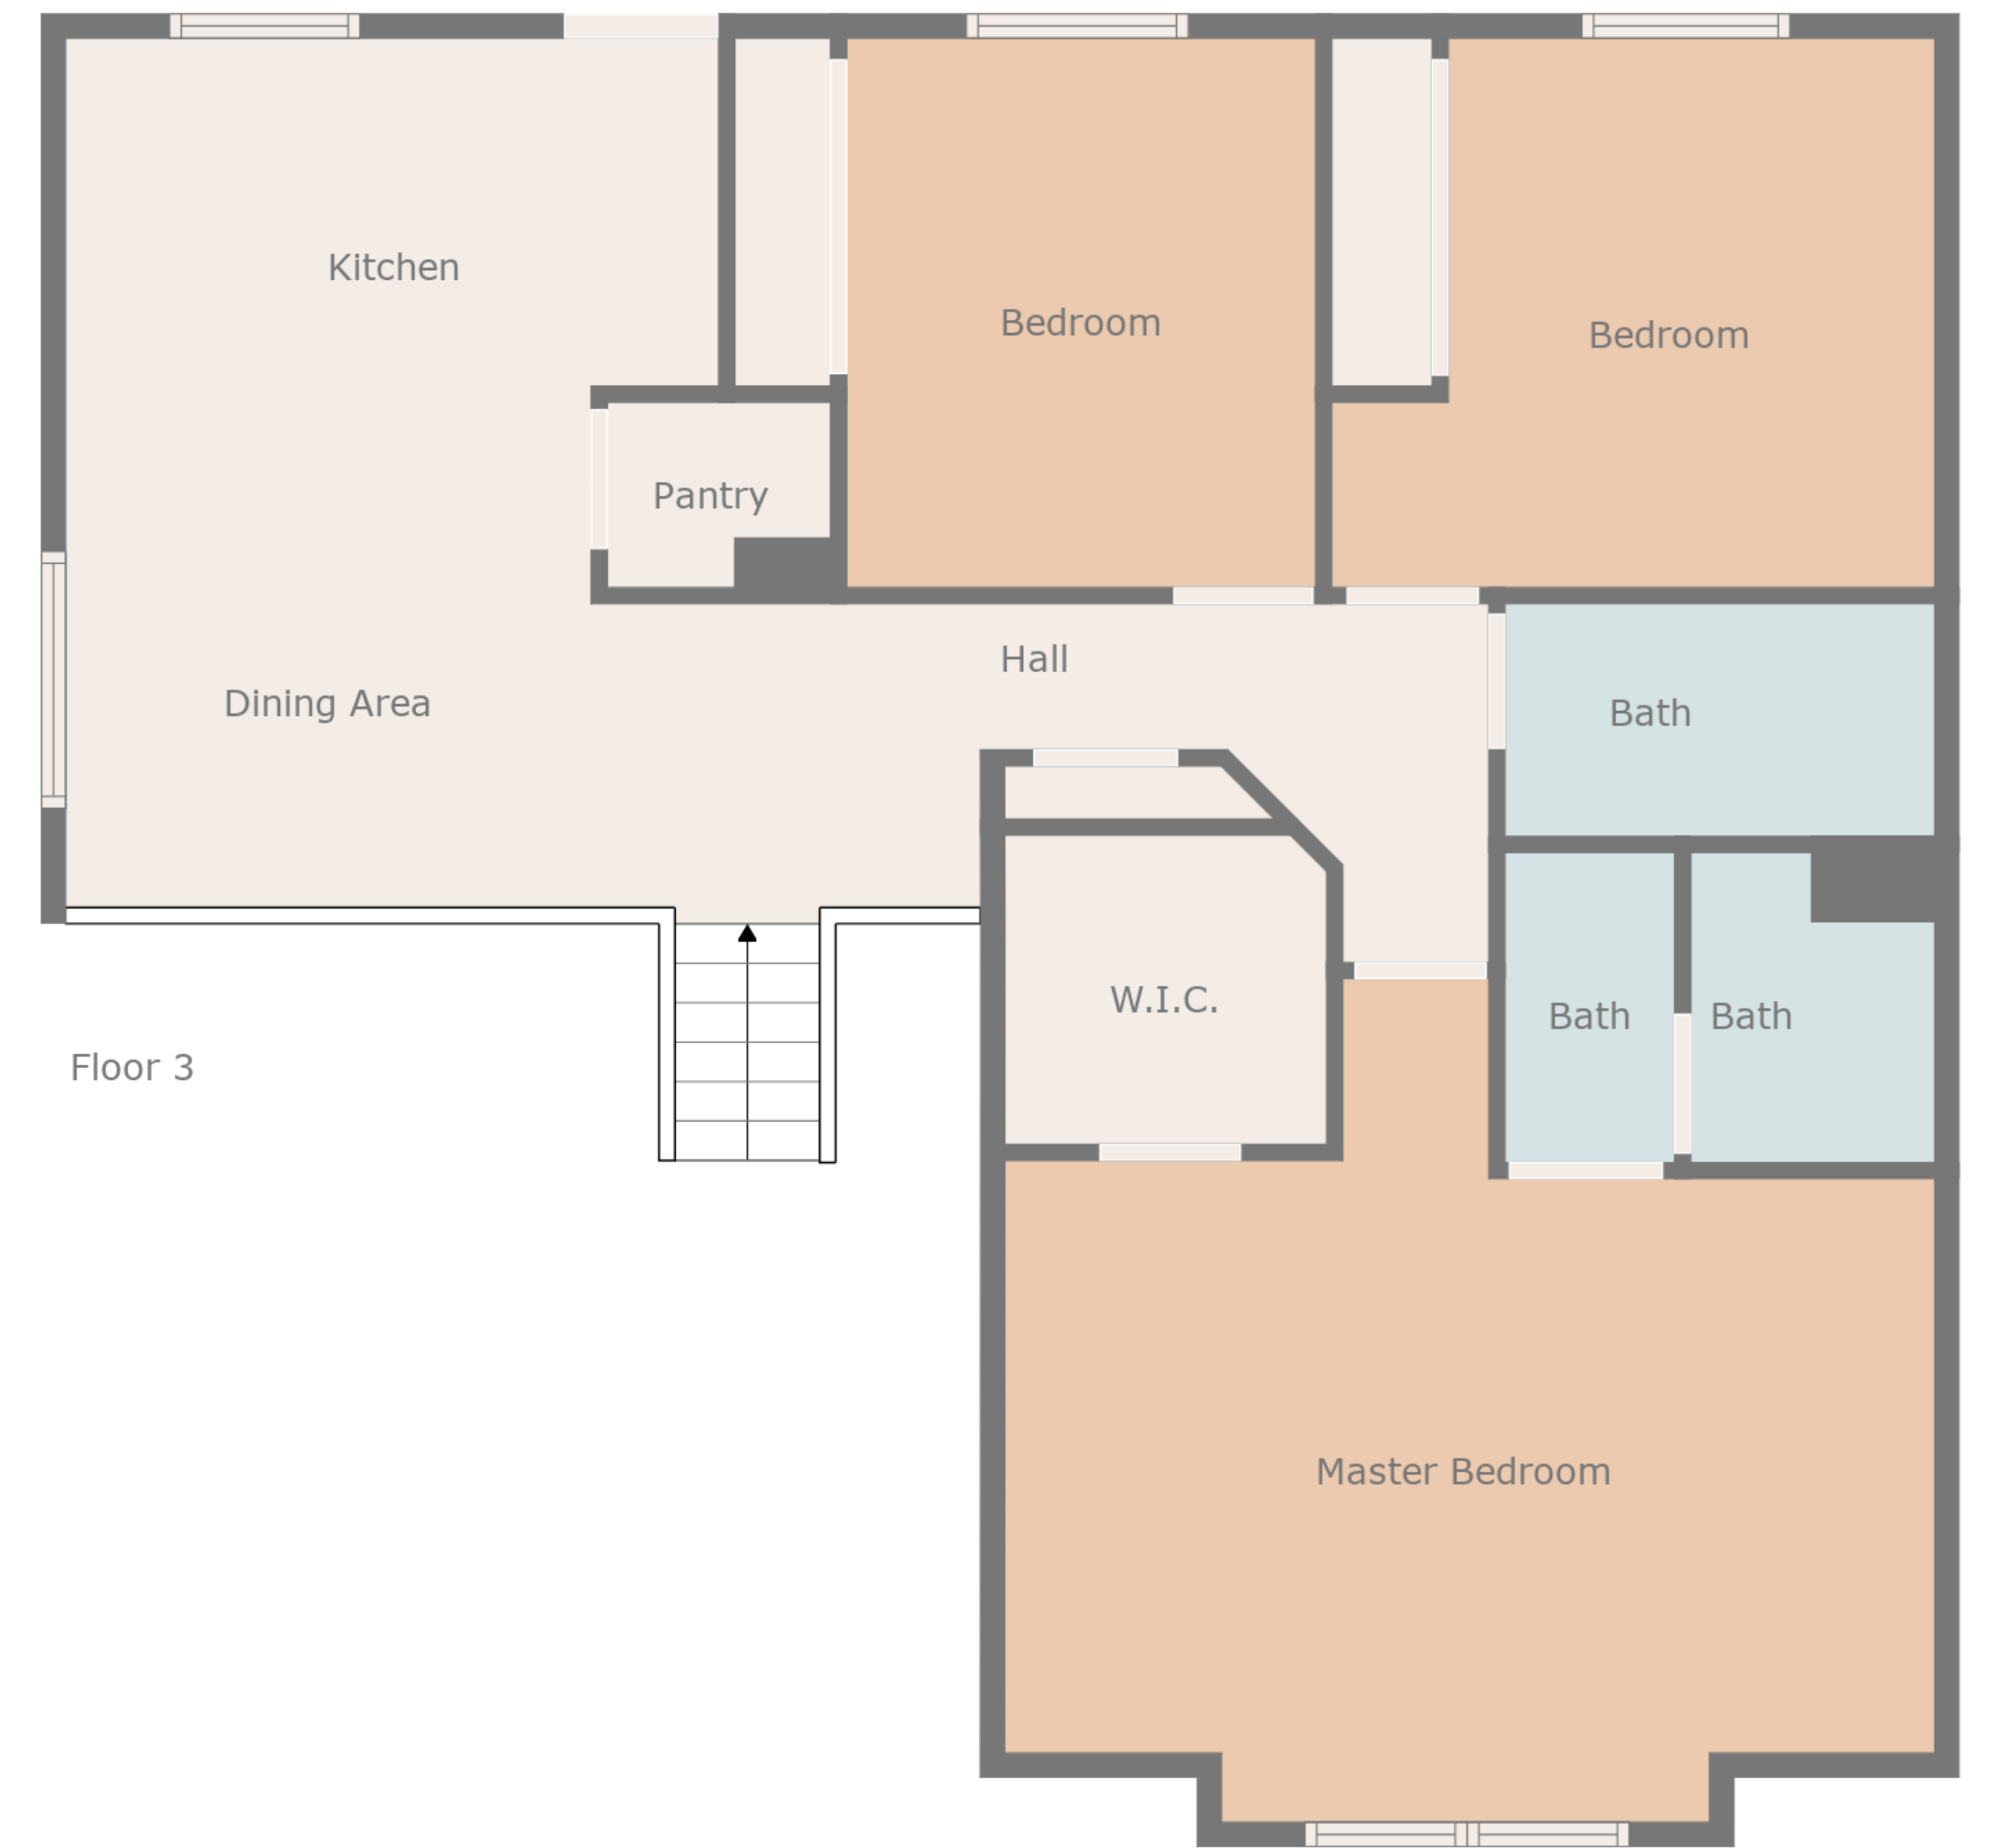 Kitchen
Bedroom
Bedroom
Pantry
Hall
Dining Area
Bath
W.I.C.
Bath
Bath
Floor 3
Master Bedroom